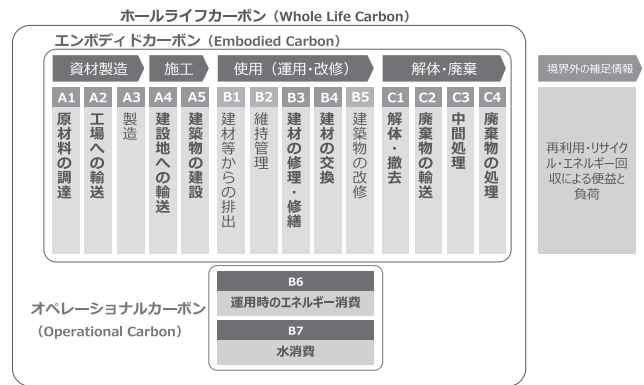 ホールライフカーボン（Whole Life Carbon）
エンボディドカーボン（Embodied Carbon）
資材製造
施工
使用（運用・改修）
解体・廃棄
境界外の補足情報
A1
原材料の調達
A2
工場への輸送
A3
製造
A4
建設地への輸送
A5
建築物の建設
B1
建材等からの排出
B2
維持管理
B3
建材の修理・修繕
B4
建材の交換
B5
建築物の改修
C1
解体・撤去
C2
廃棄物の輸送
C3
中間処理
C4
廃棄物の処理
再利用・リサイク
ル・エネルギー回
収による便益と
負荷
オペレーショナルカーボン
（Operational Carbon）
B6
運用時のエネルギー消費
B7
水消費